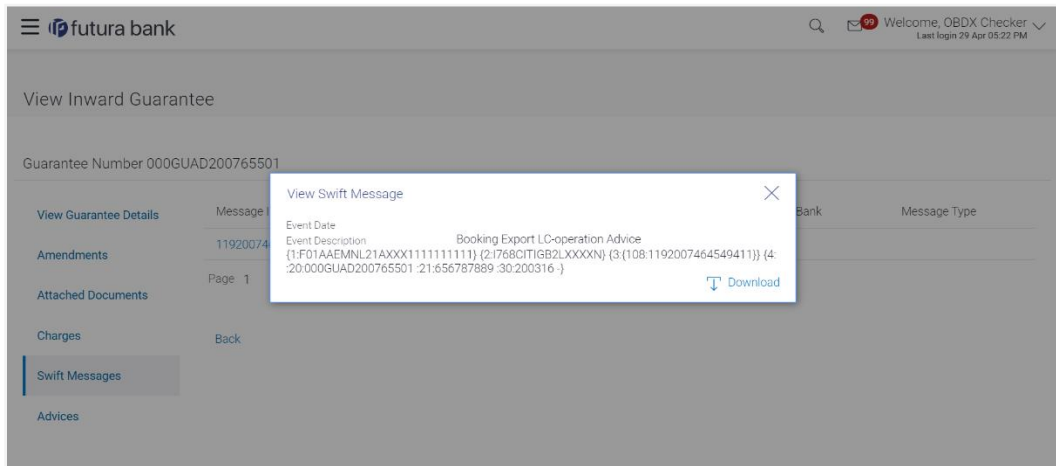 futura bank
99
Welcome, OBDX Checker
Last login 29 Apr 05:22 PM
View Inward Guarantee
Guarantee Number 000GUAD200765501
View Guarantee Details
Amendments
Attached Documents
Charges
Swift Messages
Advices
Message Bank Message Type
11920074
Page 1
Back
View Swift Message
Event Date
Event Description Booking Export LC-operation Advice
{1:F01AAEMNL21AXXX1111111111} {2:I768CITIGB2LXXXXN} {3:{108:1192007464549411}} {4:
:20:000GUAD200765501 :21:656787889 :30:200316 -}
Download